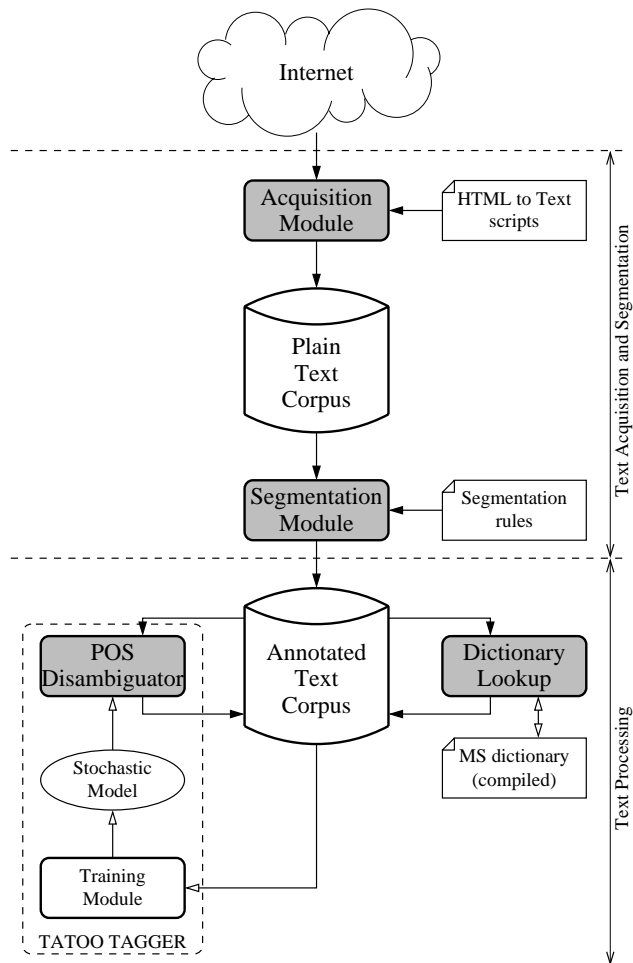 Internet
Acquisition
Module
HTML to Text
scripts
Plain
Text
Corpus
Segmentation
Module
Segmentation
rules
Text Acquisition and Segmentation
POS
Disambiguator
Annotated
Text
Corpus
Dictionary
Lookup
Stochastic
Model
MS dictionary
(compiled)
Training
Module
TATOO TAGGER
Text Processing